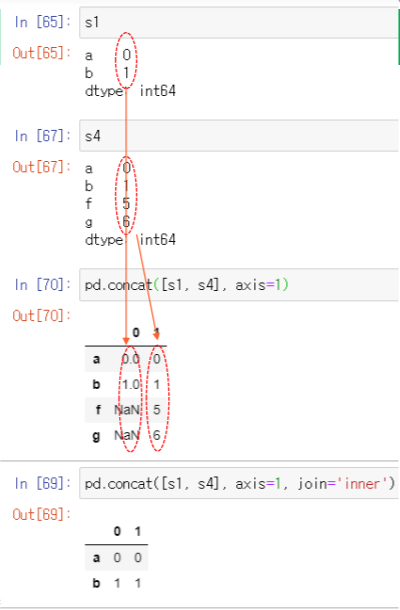 In [65]: s1
Out[65]: a 0
b 1
dtype: int64
In [67]: s4
Out[67]: a 0
b 1
f 5
g 6
dtype: int64
In [70]: pd.concat([s1, s4], axis=1)
Out[70]:
0 1
a 0.0 0
b 1.0 1
f NaN 5
g NaN 6
In [69]: pd.concat([s1, s4], axis=1, join='inner')
Out[69]:
0 1
a 0 0
b 1 1